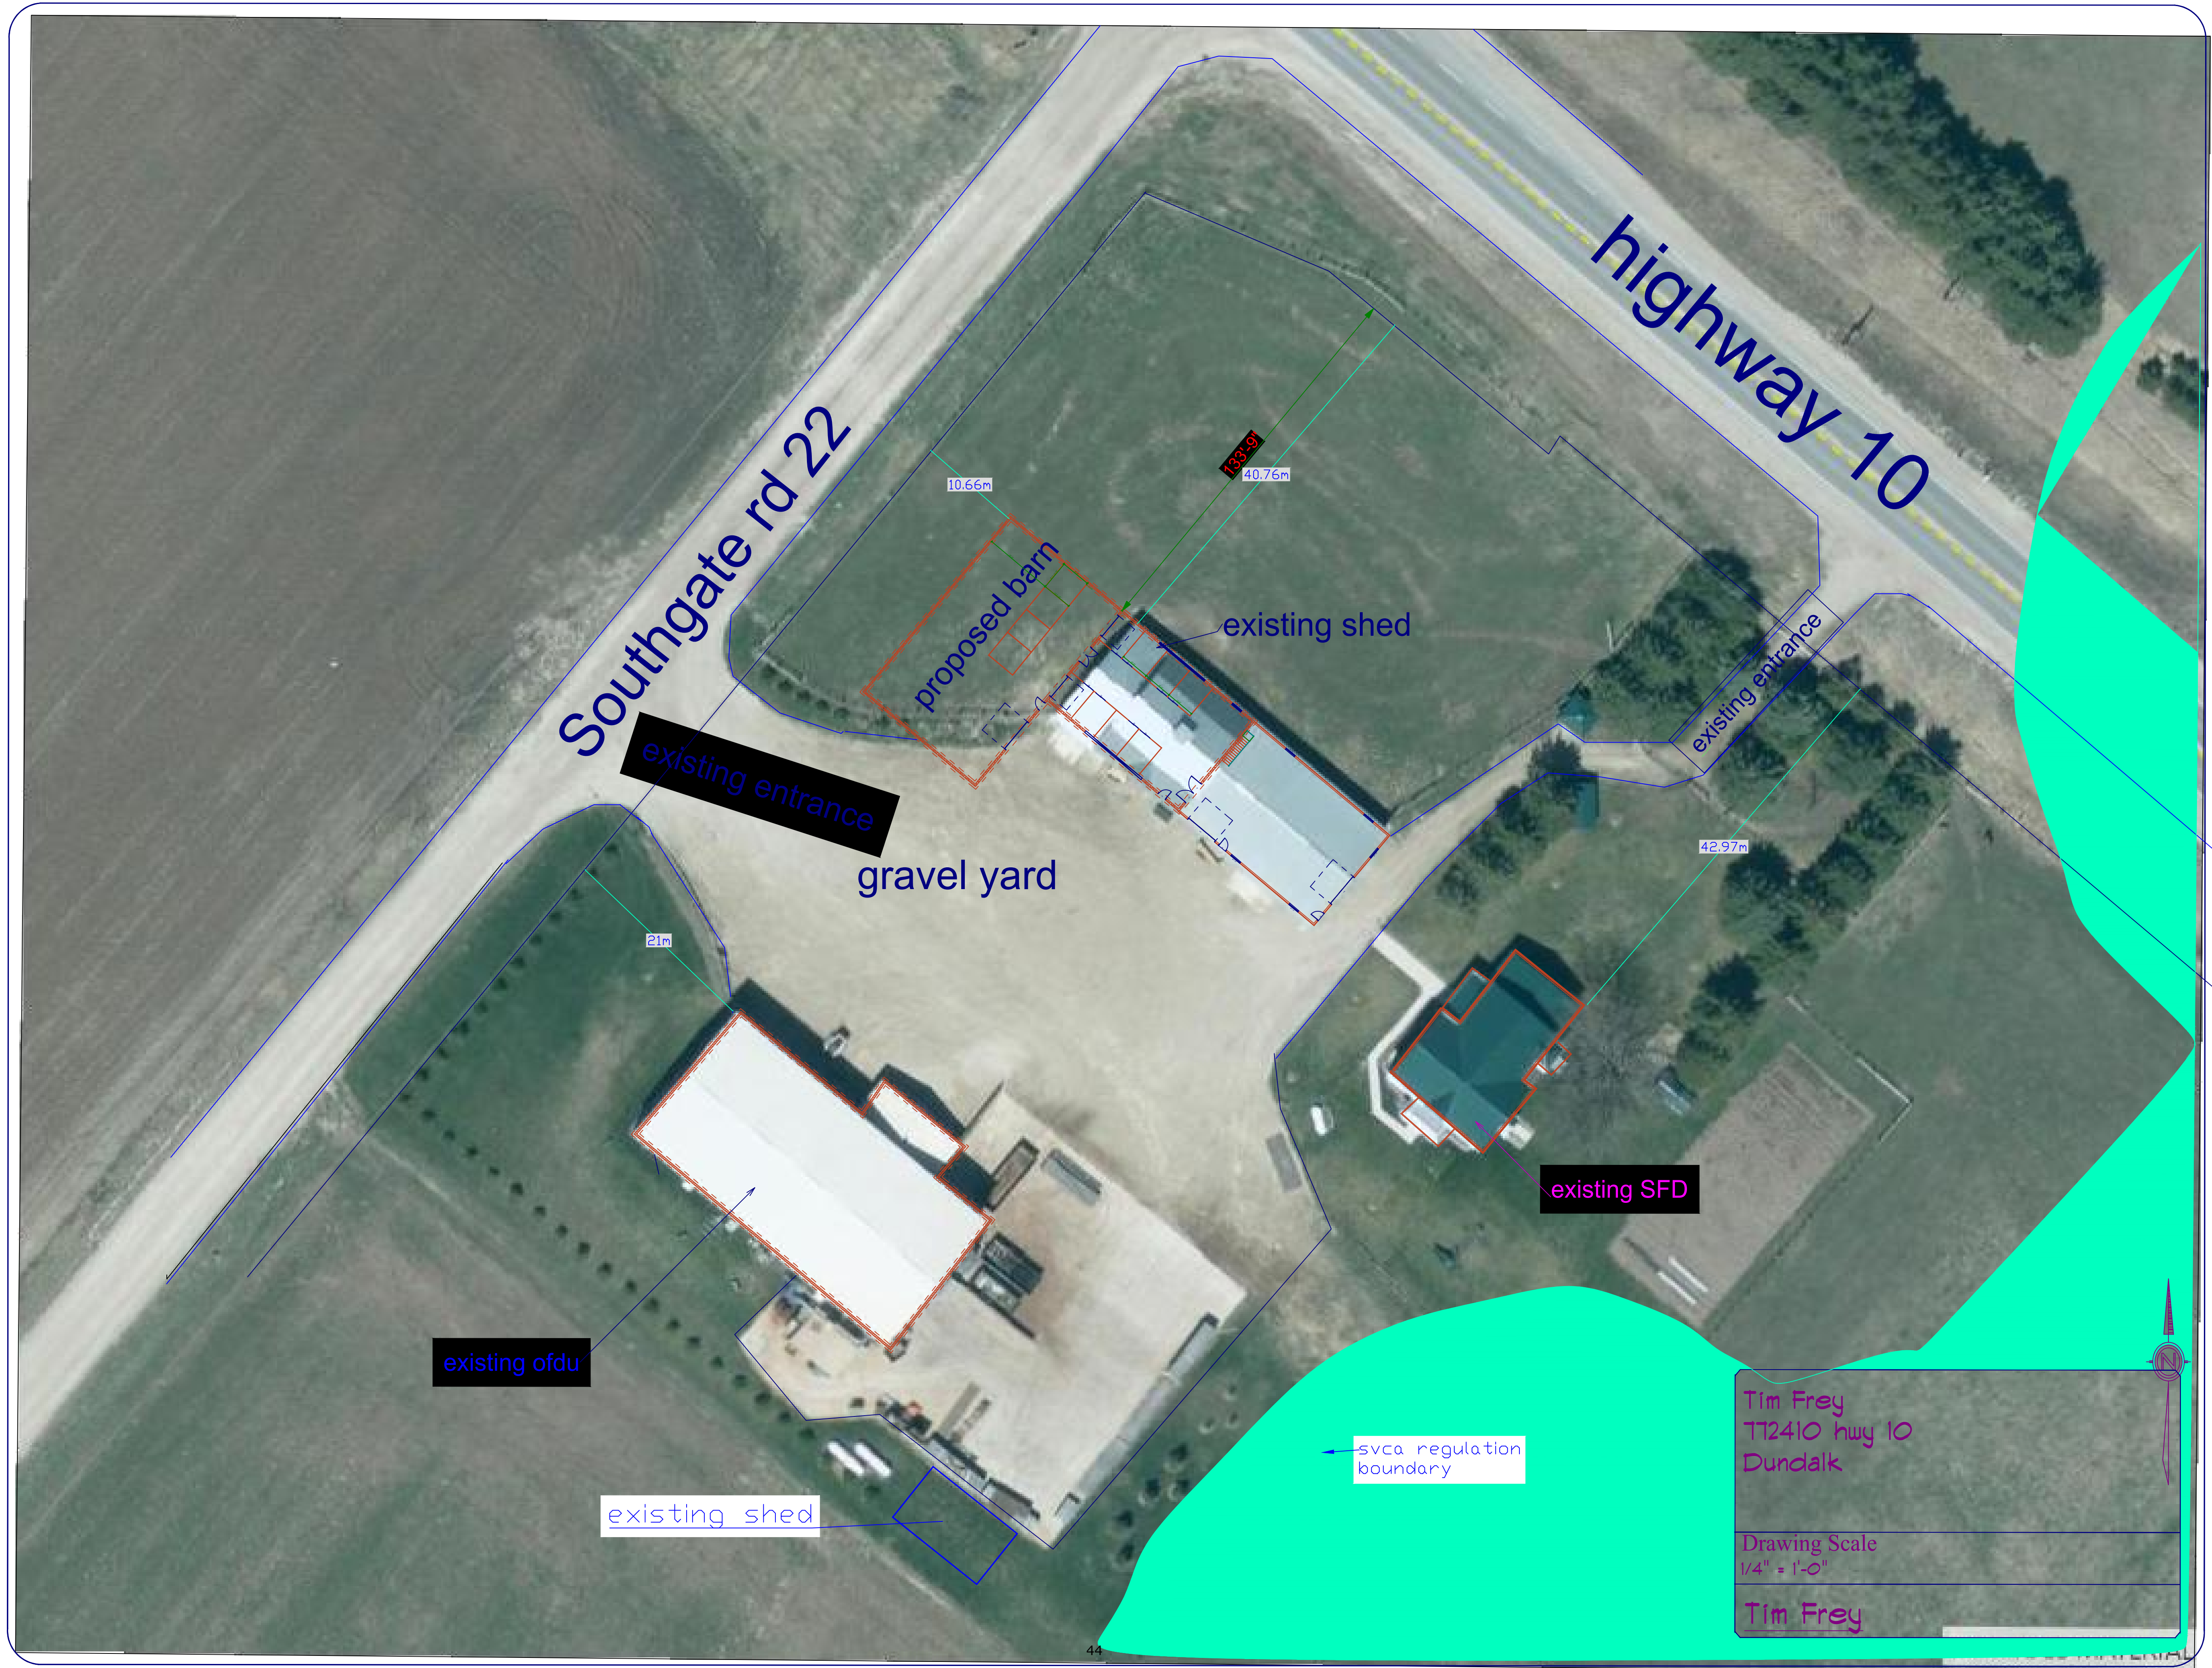 highway 10
Southgate rd 22
133'-9"
40.76m
10.66m
proposed barn
existing shed
existing entrance
existing entrance
gravel yard
42.97m
21m
existing SFD
existing ofdu
svca regulation
boundary
existing shed
N
Tim Frey
772410 hwy 10
Dundalk
Drawing Scale
1/4" = 1'-0"
Tim Frey
44